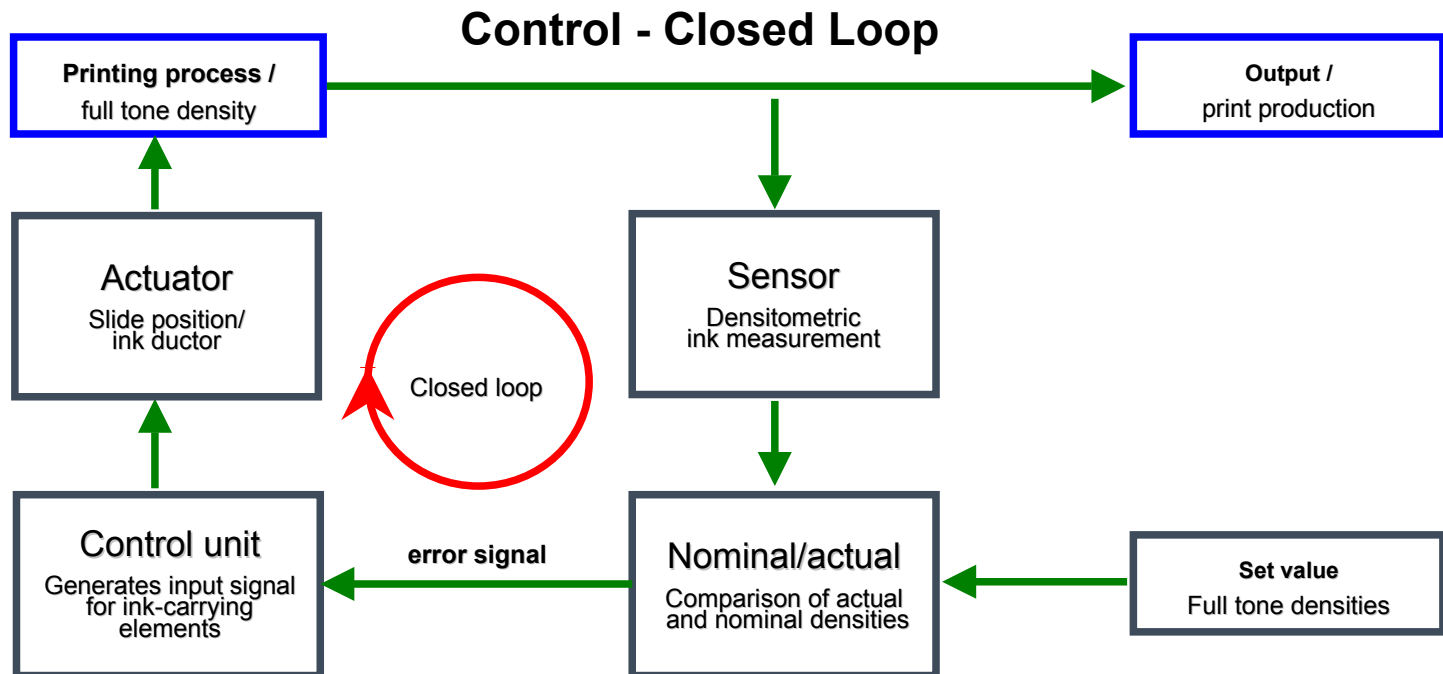 Control - Closed Loop
Printing process /
full tone density
Output /
print production
Actuator
Slide position/
ink ductor
Sensor
Densitometric
ink measurement
Closed loop
Control unit
Generates input signal
for ink-carrying
elements
error signal
Nominal/actual
Comparison of actual
and nominal densities
Set value
Full tone densities